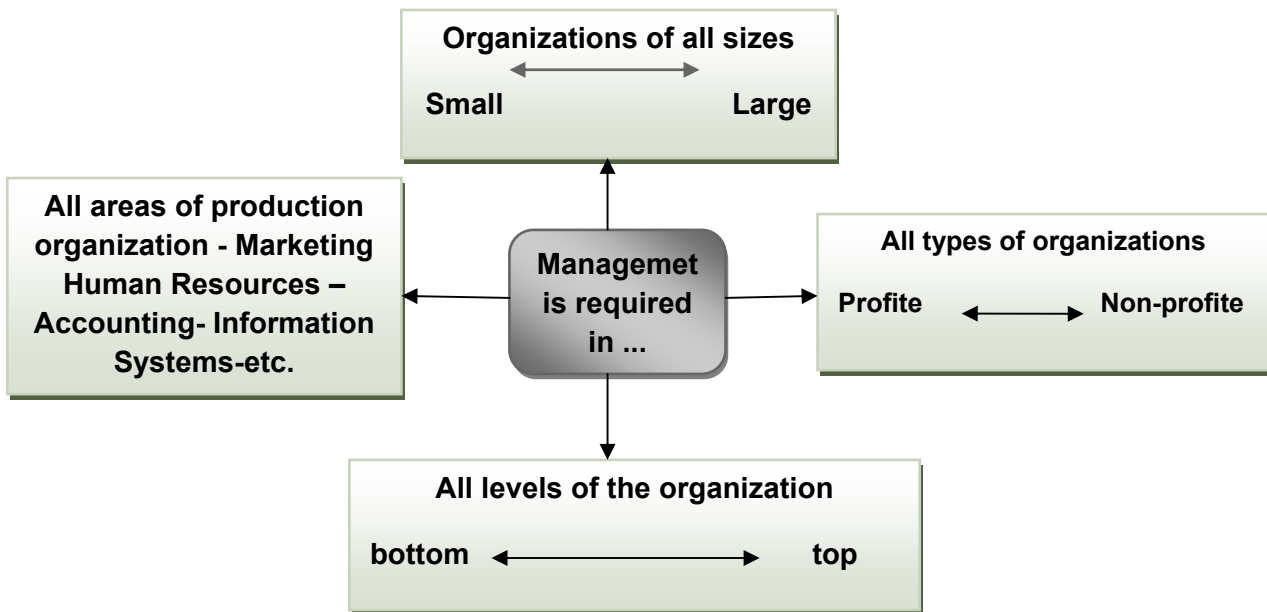 Organizations of all sizes
Small Large
All areas of production
organization - Marketing
Human Resources –
Accounting- Information
Systems-etc.
Managemet
is required
in ...
All types of organizations
Profite Non-profite
All levels of the organization
bottom top